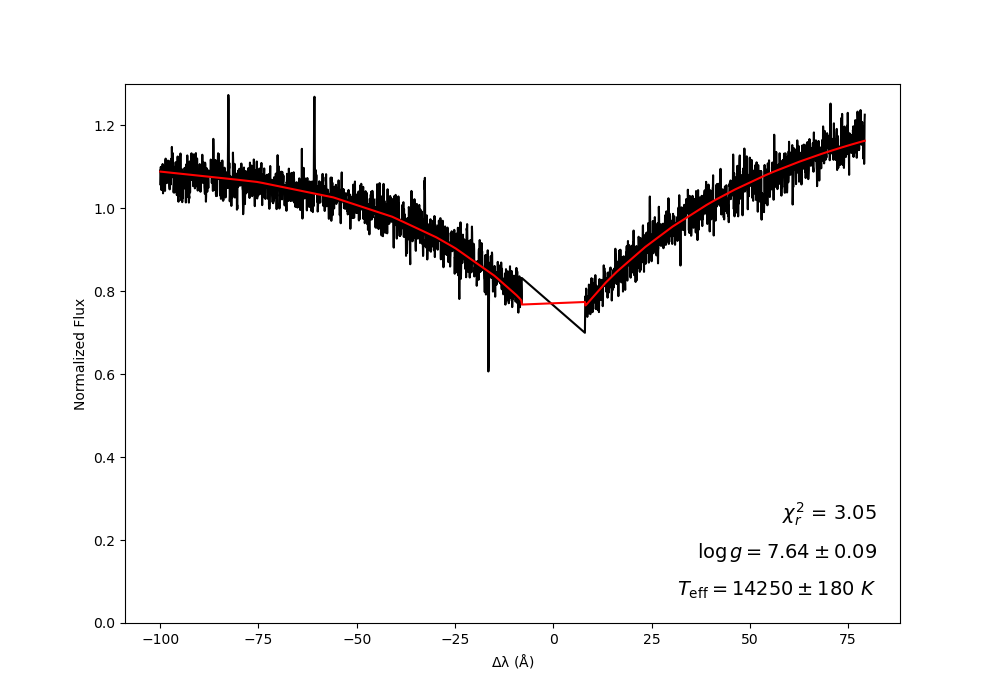 1.2
1.0
0.8
0.6
0.4
0.2
0.0
Normalized Flux
χ²ᵣ = 3.05
log g = 7.64 ± 0.09
T_eff = 14250 ± 180 K
−100 −75 −50 −25 0 25 50 75
Δλ (Å)